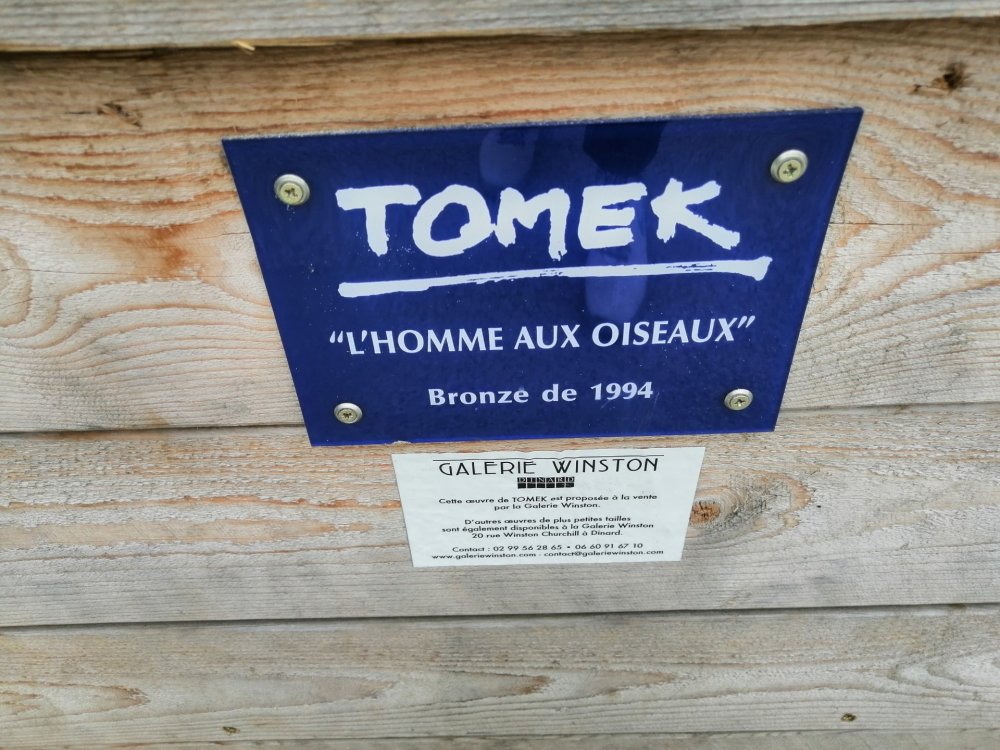 TOMEK
“L’HOMME AUX OISEAUX”
Bronze de 1994
GALERIE WINSTON
DINARD
Cette œuvre de TOMEK est proposée à la vente
par la Galerie Winston.
D'autres œuvres de plus petites tailles
sont également disponibles à la Galerie Winston
20 rue Winston Churchill à Dinard.
Contact : 02 99 56 28 65 • 06 60 91 67 10
www.galeriewinston.com - contact@galeriewinston.com